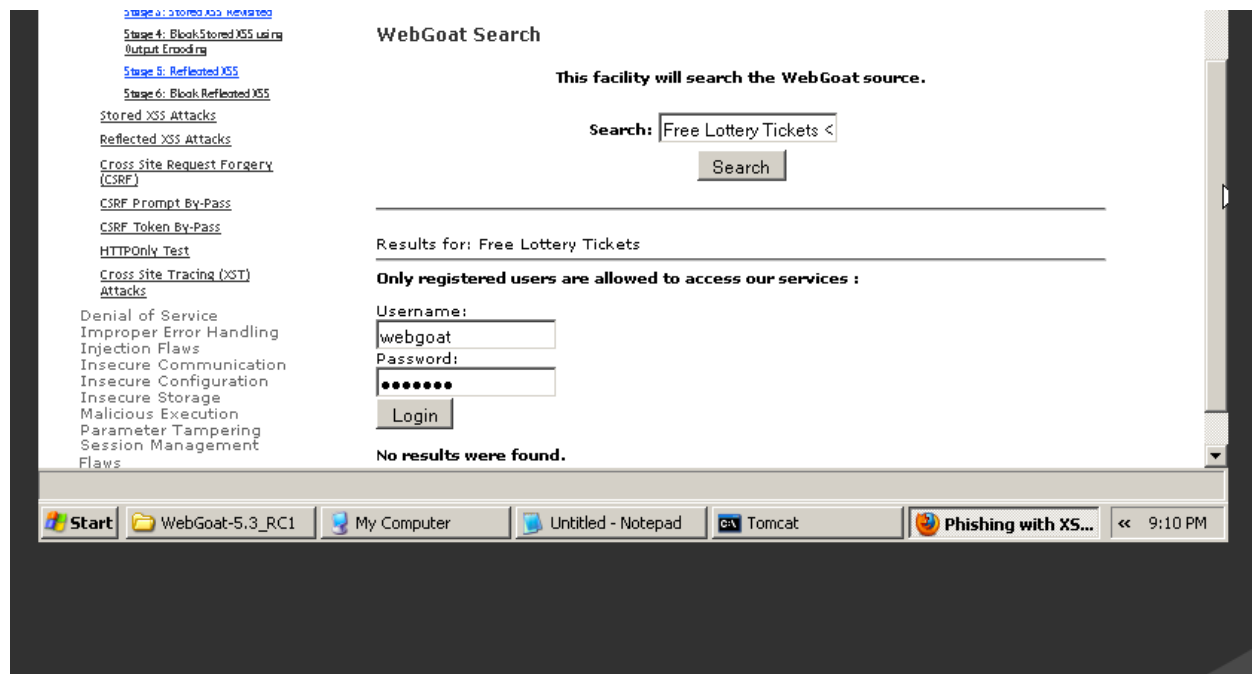 Stage 3: Stored XSS Revisited
Stage 4: Block Stored XSS using
Output Encoding
Stage 5: Reflected XSS
Stage 6: Block Reflected XSS
Stored XSS Attacks
Reflected XSS Attacks
Cross Site Request Forgery
(CSRF)
CSRF Prompt By-Pass
CSRF Token By-Pass
HTTPOnly Test
Cross Site Tracing (XST)
Attacks
Denial of Service
Improper Error Handling
Injection Flaws
Insecure Communication
Insecure Configuration
Insecure Storage
Malicious Execution
Parameter Tampering
Session Management
Flaws
WebGoat Search
This facility will search the WebGoat source.
Search: Free Lottery Tickets <
Search
Results for: Free Lottery Tickets
Only registered users are allowed to access our services :
Username:
webgoat
Password:
•••••••
Login
No results were found.
Start WebGoat-5.3_RC1 My Computer Untitled - Notepad Tomcat Phishing with XS... « 9:10 PM